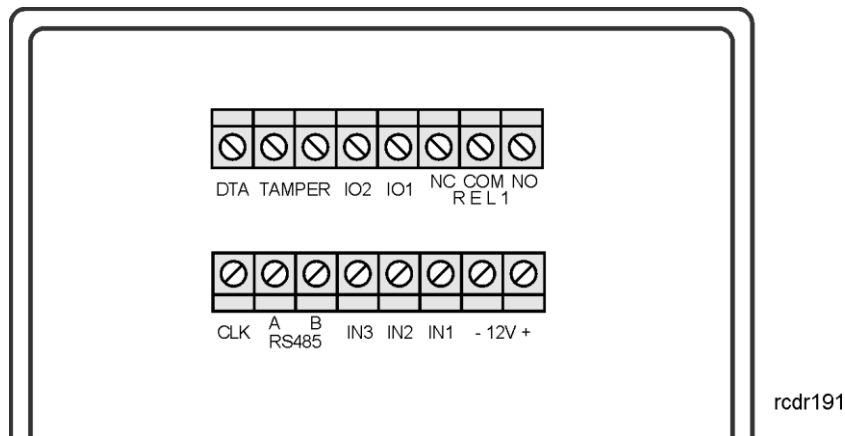 DTA TAMPER IO2 IO1 NC COM NO
REL1
CLK A B IN3 IN2 IN1 - 12V +
RS485
rcdr191